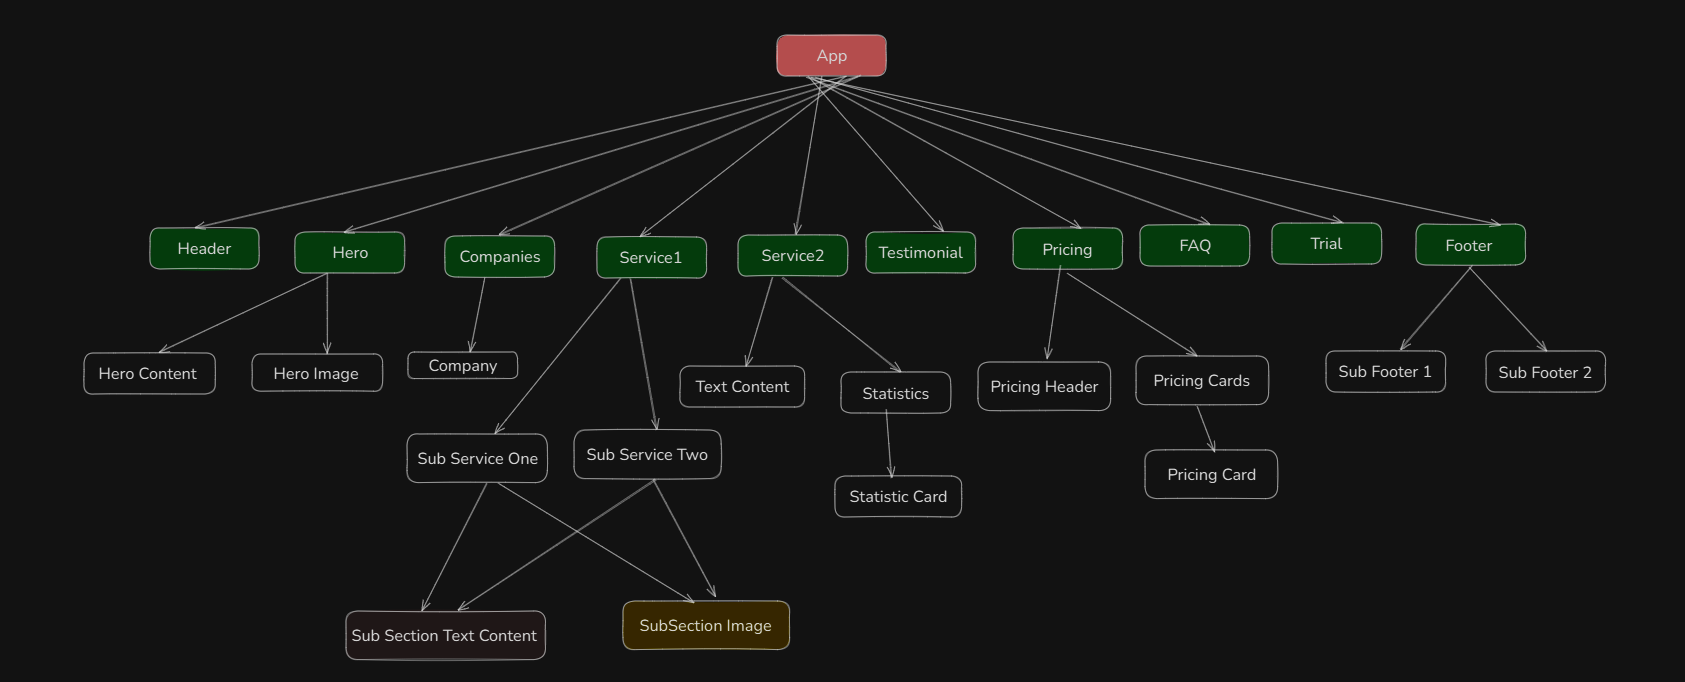 App
Header
Hero
Companies
Service1
Service2
Testimonial
Pricing
FAQ
Trial
Footer
Hero Content
Hero Image
Company
Text Content
Statistics
Pricing Header
Pricing Cards
Sub Footer 1
Sub Footer 2
Sub Service One
Sub Service Two
Statistic Card
Pricing Card
Sub Section Text Content
SubSection Image